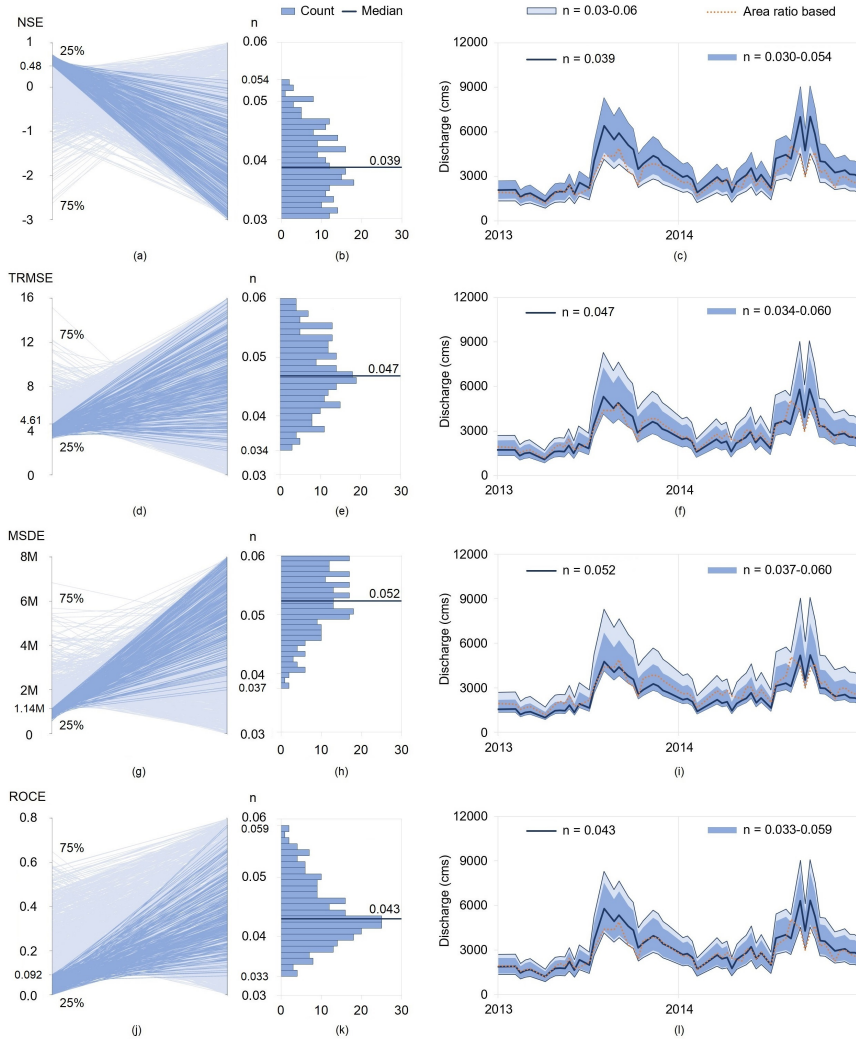 NSE
n
Count
Median
n = 0.03-0.06
Area ratio based
1
0.48
0
-1
-2
-3
25%
75%
(a)
0.06
0.054
0.05
0.04
0.03
0.039
0
10
20
30
(b)
Discharge (cms)
12000
9000
6000
3000
0
n = 0.039
n = 0.030-0.054
2013
2014
(c)
TRMSE
n
16
12
8
4.61
4
0
75%
25%
(d)
0.06
0.05
0.04
0.034
0.03
0.047
0
10
20
30
(e)
Discharge (cms)
12000
9000
6000
3000
0
n = 0.047
n = 0.034-0.060
2013
2014
(f)
MSDE
n
8M
6M
4M
2M
1.14M
0
75%
25%
(g)
0.06
0.05
0.04
0.037
0.03
0.052
0
10
20
30
(h)
Discharge (cms)
12000
9000
6000
3000
0
n = 0.052
n = 0.037-0.060
2013
2014
(i)
ROCE
n
0.8
0.6
0.4
0.2
0.092
0.0
75%
25%
(j)
0.06
0.059
0.05
0.04
0.033
0.03
0.043
0
10
20
30
(k)
Discharge (cms)
12000
9000
6000
3000
0
n = 0.043
n = 0.033-0.059
2013
2014
(l)